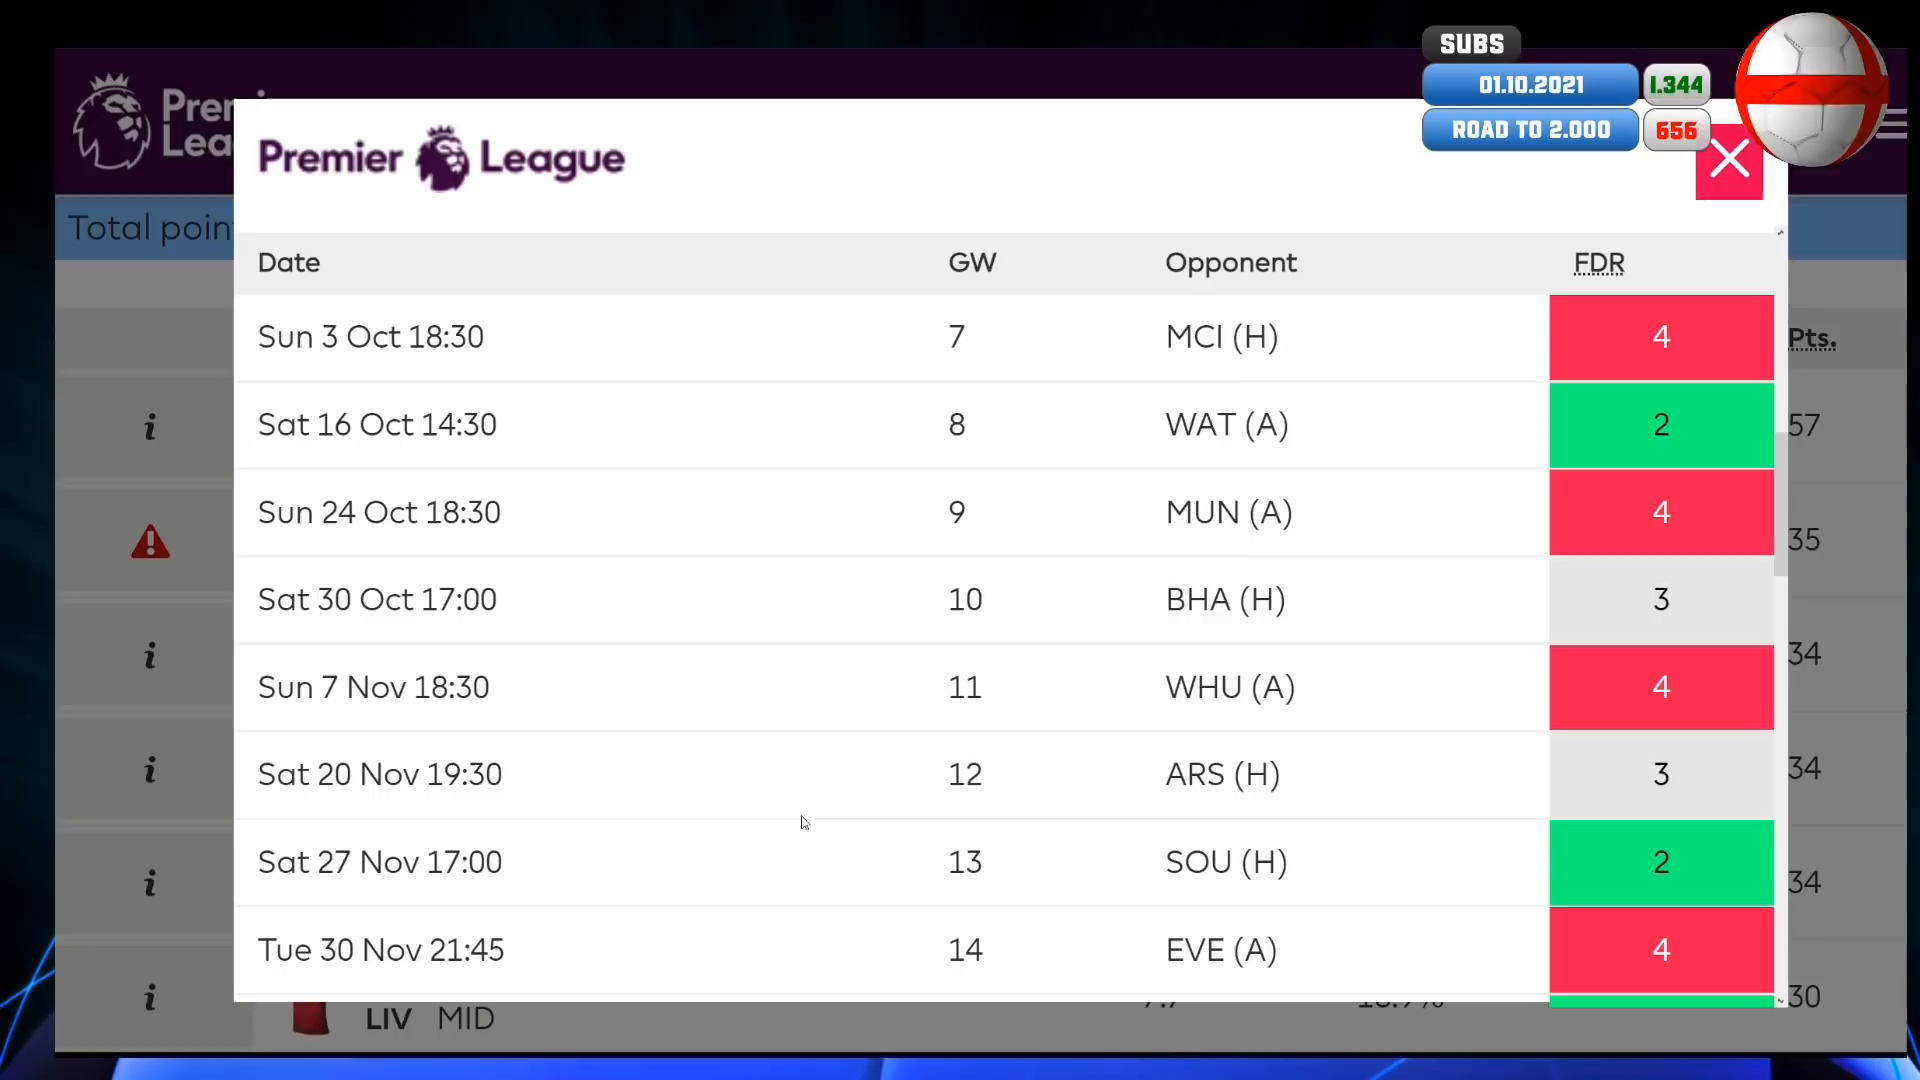 SUBS
01.10.2021 1.344
ROAD TO 2.000 656
Premier League
Total poin
Date GW Opponent FDR
Sun 3 Oct 18:30 7 MCI (H) 4
Sat 16 Oct 14:30 8 WAT (A) 2
Sun 24 Oct 18:30 9 MUN (A) 4
Sat 30 Oct 17:00 10 BHA (H) 3
Sun 7 Nov 18:30 11 WHU (A) 4
Sat 20 Nov 19:30 12 ARS (H) 3
Sat 27 Nov 17:00 13 SOU (H) 2
Tue 30 Nov 21:45 14 EVE (A) 4
Pts.
57
35
34
34
34
30
LIV MID